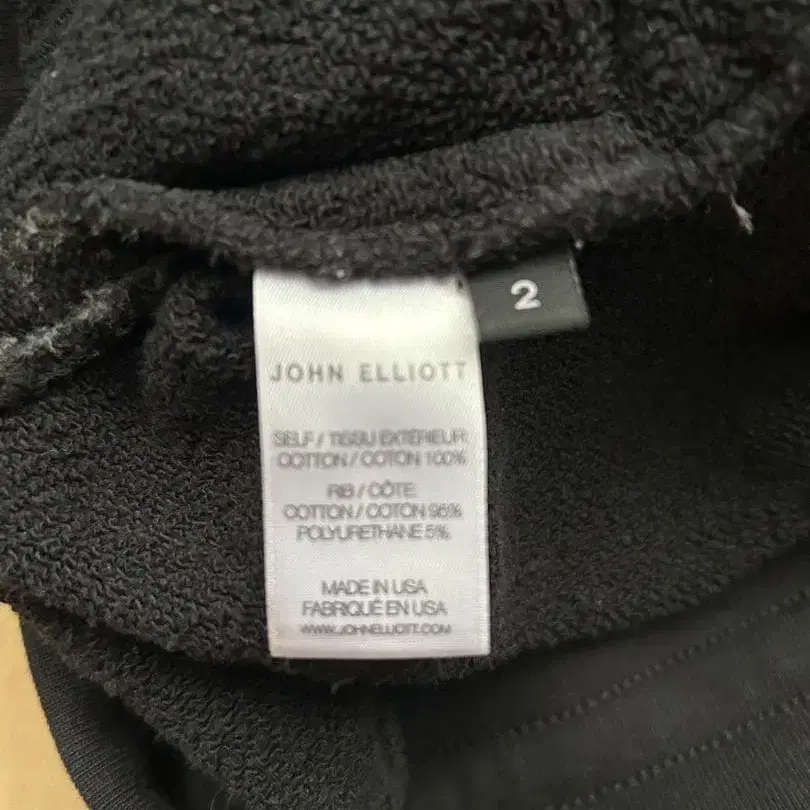 2
JOHN ELLIOTT
SELF / TISSU EXTÉRIEUR:
COTTON / COTON 100%
RIB / CÔTE:
COTTON / COTON 95%
POLYURETHANE 5%
MADE IN USA
FABRIQUÉ EN USA
WWW.JOHNELLIOTT.COM